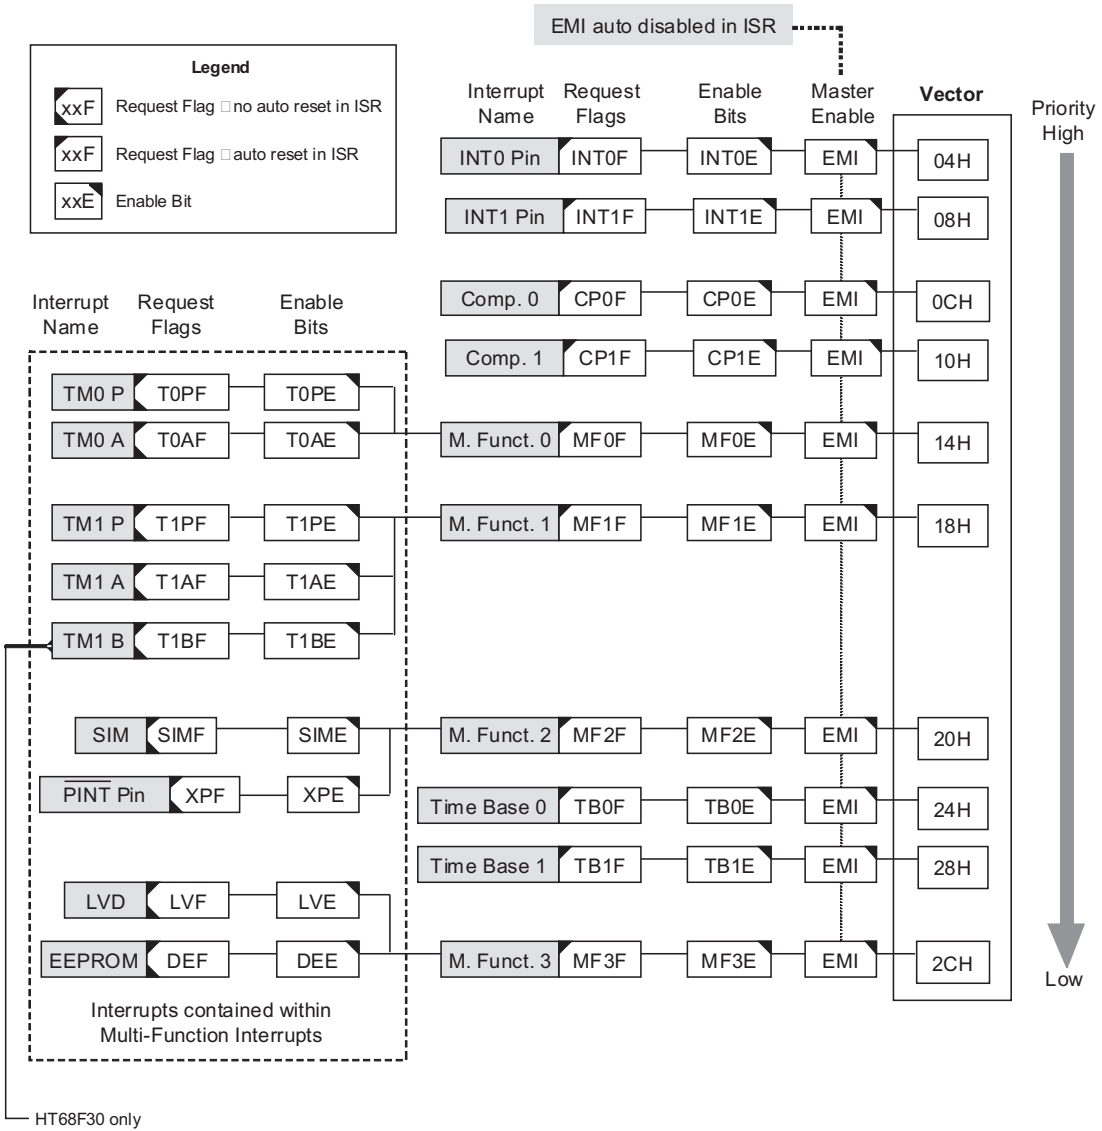 EMI auto disabled in ISR
Legend
xxF Request Flag □ no auto reset in ISR
xxF Request Flag □ auto reset in ISR
xxE Enable Bit
Interrupt Name
Request Flags
Enable Bits
Master Enable
Vector
Priority High
INT0 Pin INT0F INT0E EMI 04H
INT1 Pin INT1F INT1E EMI 08H
Comp. 0 CP0F CP0E EMI 0CH
Comp. 1 CP1F CP1E EMI 10H
Interrupt Name
Request Flags
Enable Bits
TM0 P T0PF T0PE
TM0 A T0AF T0AE M. Funct. 0 MF0F MF0E EMI 14H
TM1 P T1PF T1PE M. Funct. 1 MF1F MF1E EMI 18H
TM1 A T1AF T1AE
TM1 B T1BF T1BE
SIM SIMF SIME M. Funct. 2 MF2F MF2E EMI 20H
PINT Pin XPF XPE
Time Base 0 TB0F TB0E EMI 24H
Time Base 1 TB1F TB1E EMI 28H
LVD LVF LVE
EEPROM DEF DEE M. Funct. 3 MF3F MF3E EMI 2CH
Low
Interrupts contained within
Multi-Function Interrupts
HT68F30 only